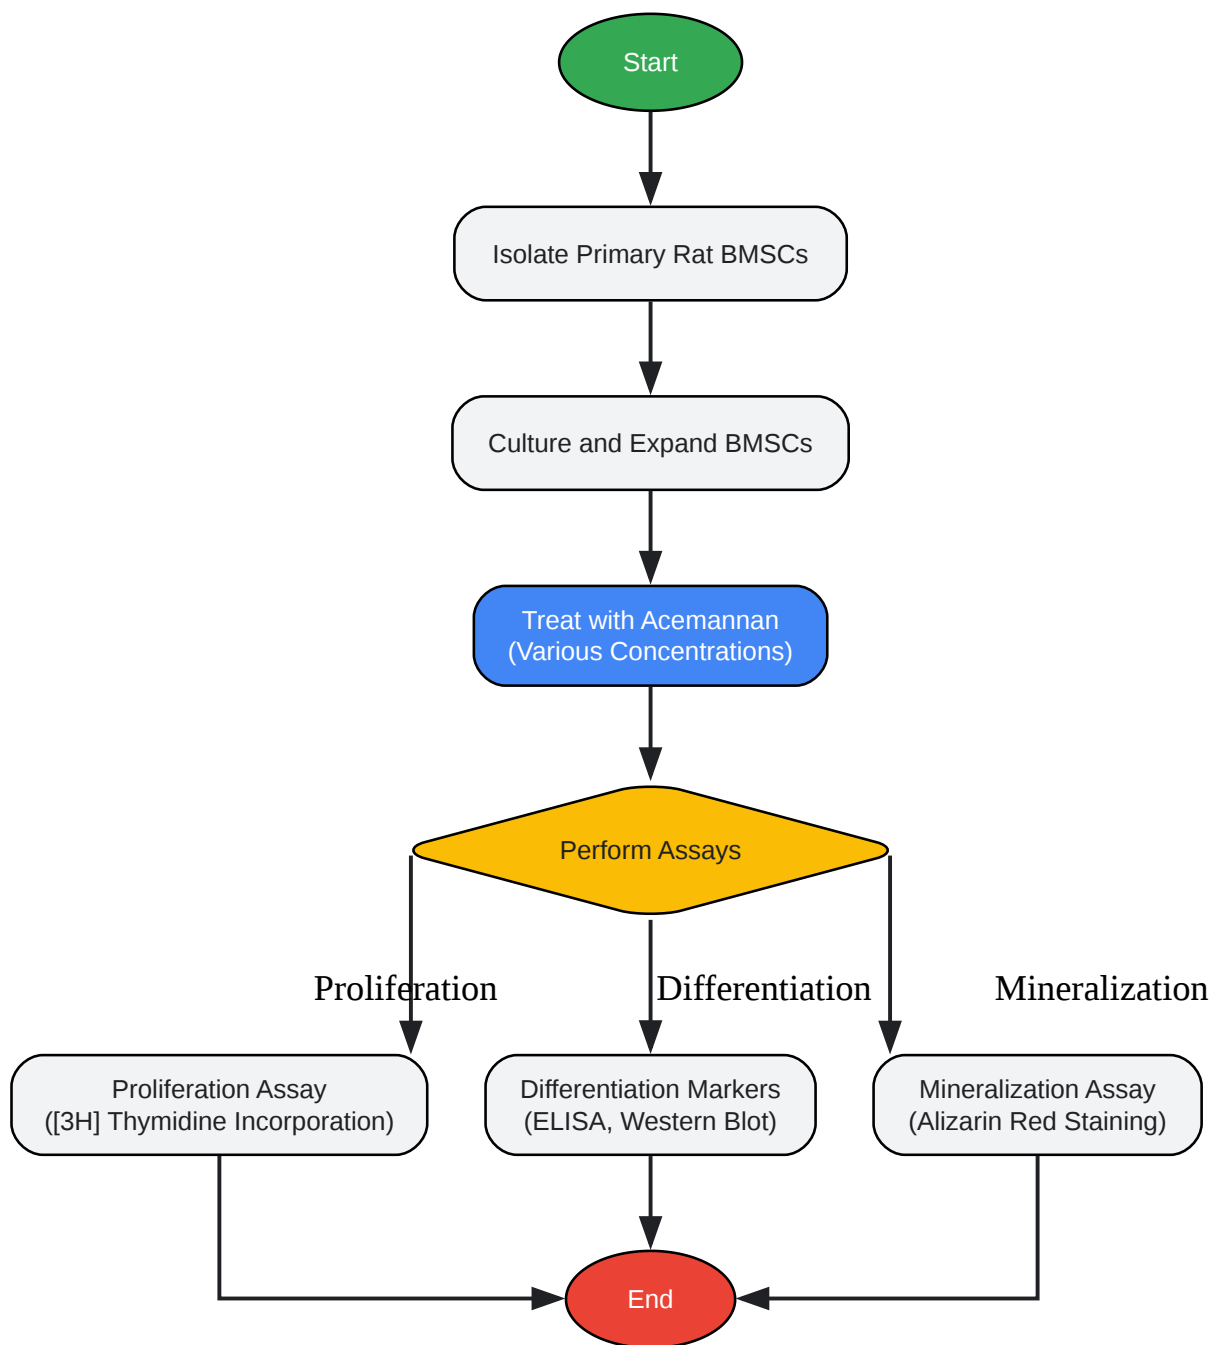 Start
Isolate Primary Rat BMSCs
Culture and Expand BMSCs
Treat with Acemannan
(Various Concentrations)
Perform Assays
Proliferation
Differentiation
Mineralization
Proliferation Assay
([3H] Thymidine Incorporation)
Differentiation Markers
(ELISA, Western Blot)
Mineralization Assay
(Alizarin Red Staining)
End